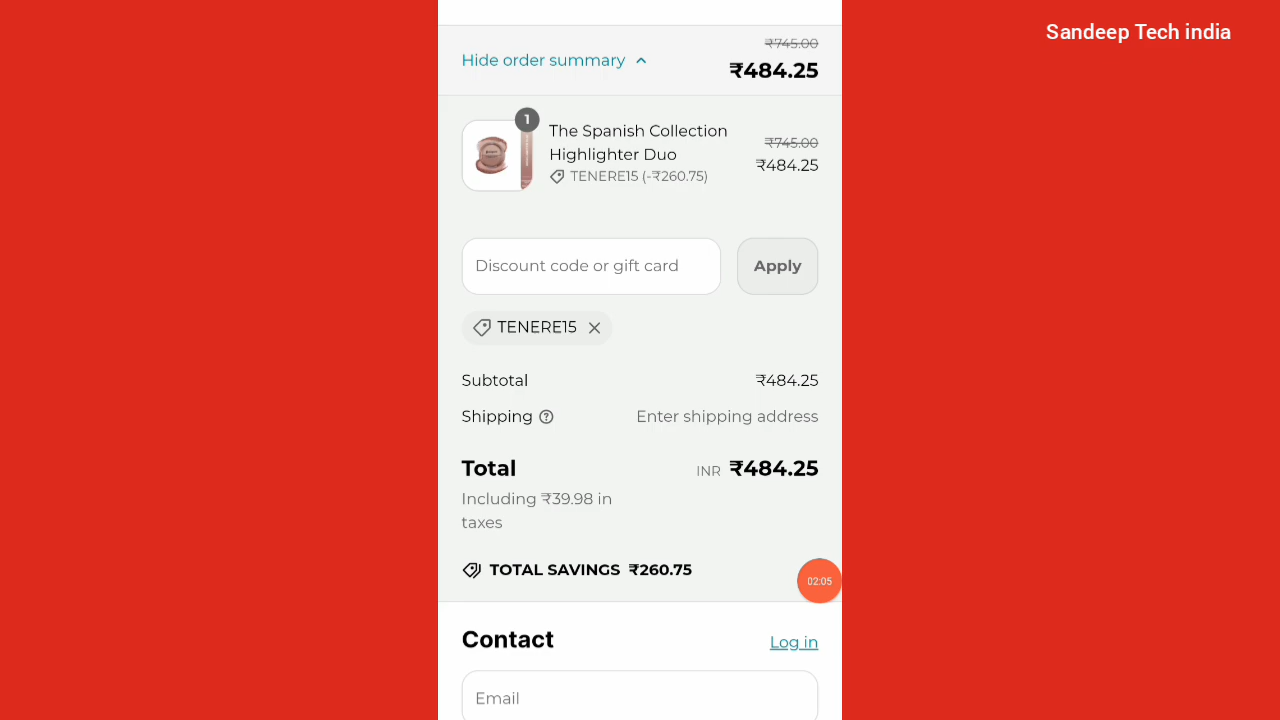 Sandeep Tech india
₹745.00
Hide order summary
₹484.25
1
The Spanish Collection
Highlighter Duo
TENERE15 (-₹260.75)
₹745.00
₹484.25
Discount code or gift card
Apply
TENERE15
Subtotal ₹484.25
Shipping Enter shipping address
Total INR ₹484.25
Including ₹39.98 in
taxes
TOTAL SAVINGS ₹260.75
02:05
Contact Log in
Email